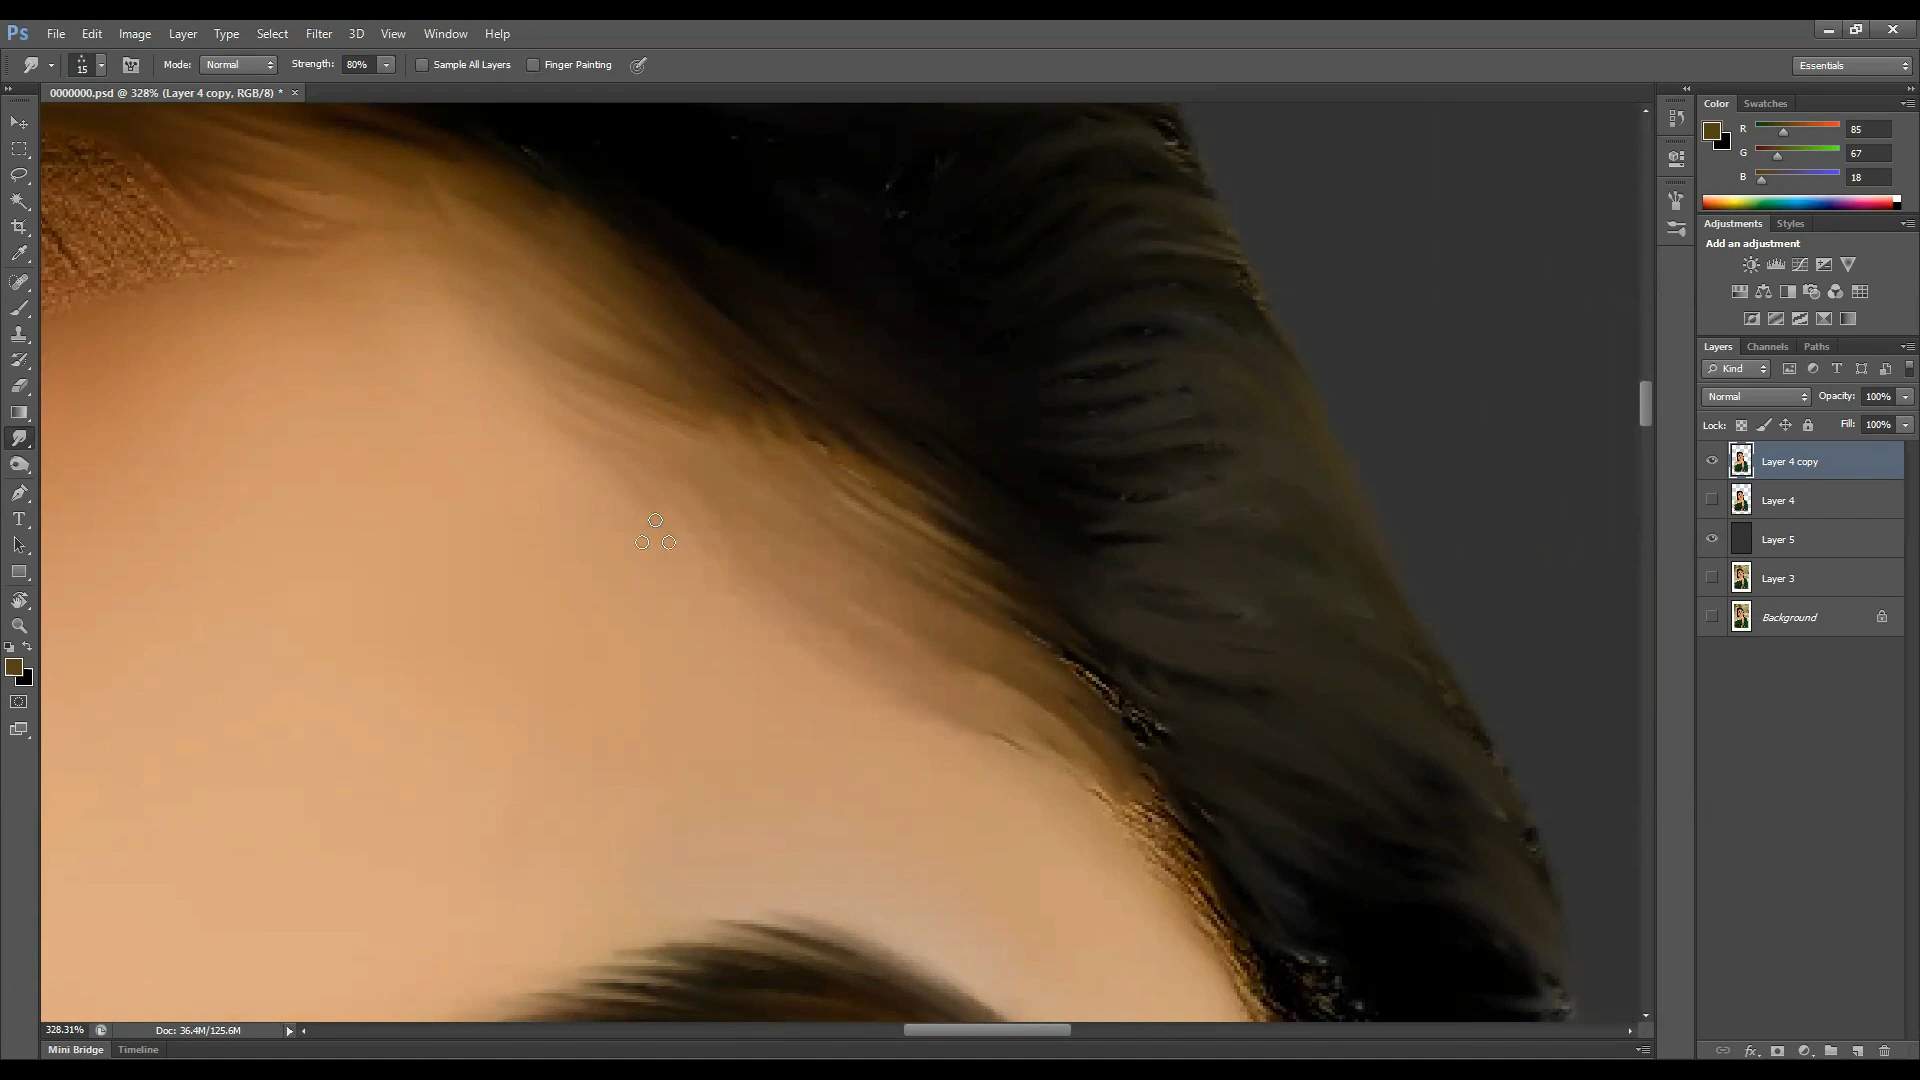 Ps File Edit Image Layer Type Select Filter 3D View Window Help
15 Mode: Normal Strength: 80% Sample All Layers Finger Painting Essentials
0000000.psd @ 328% (Layer 4 copy, RGB/8) * ×
Color Swatches
R 85
G 67
B 18
Adjustments Styles
Add an adjustment
Layers Channels Paths
Kind
Normal Opacity: 100%
Lock: Fill: 100%
Layer 4 copy
Layer 4
Layer 5
Layer 3
Background
328.31% Doc: 36.4M/125.6M
Mini Bridge Timeline